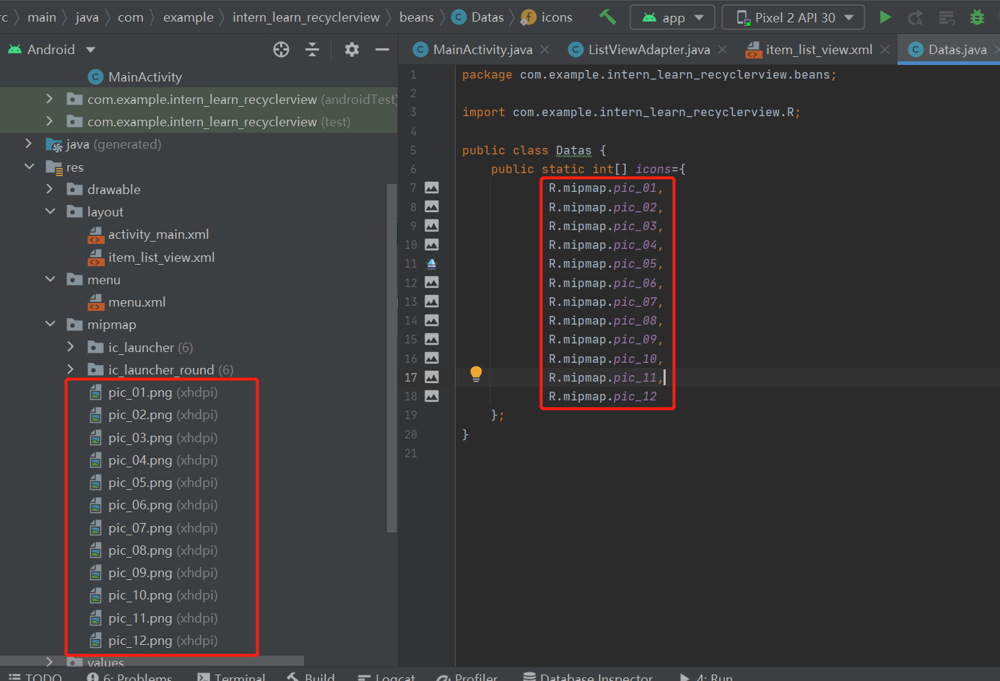 rc main java com example intern_learn_recyclerview beans C Datas f icons app Pixel 2 API 30
Android
MainActivity.java ListViewAdapter.java item_list_view.xml Datas.java
C MainActivity
com.example.intern_learn_recyclerview (androidTest)
com.example.intern_learn_recyclerview (test)
java (generated)
res
drawable
layout
activity_main.xml
item_list_view.xml
menu
menu.xml
mipmap
ic_launcher (6)
ic_launcher_round (6)
pic_01.png (xhdpi)
pic_02.png (xhdpi)
pic_03.png (xhdpi)
pic_04.png (xhdpi)
pic_05.png (xhdpi)
pic_06.png (xhdpi)
pic_07.png (xhdpi)
pic_08.png (xhdpi)
pic_09.png (xhdpi)
pic_10.png (xhdpi)
pic_11.png (xhdpi)
pic_12.png (xhdpi)
values
1 package com.example.intern_learn_recyclerview.beans;
2
3 import com.example.intern_learn_recyclerview.R;
4
5 public class Datas {
6 public static int[] icons={
7 R.mipmap.pic_01,
8 R.mipmap.pic_02,
9 R.mipmap.pic_03,
10 R.mipmap.pic_04,
11 R.mipmap.pic_05,
12 R.mipmap.pic_06,
13 R.mipmap.pic_07,
14 R.mipmap.pic_08,
15 R.mipmap.pic_09,
16 R.mipmap.pic_10,
17 R.mipmap.pic_11,
18 R.mipmap.pic_12
19 };
20 }
21
TODO 6: Problems Terminal Build Logcat Profiler Database Inspector 4: Run